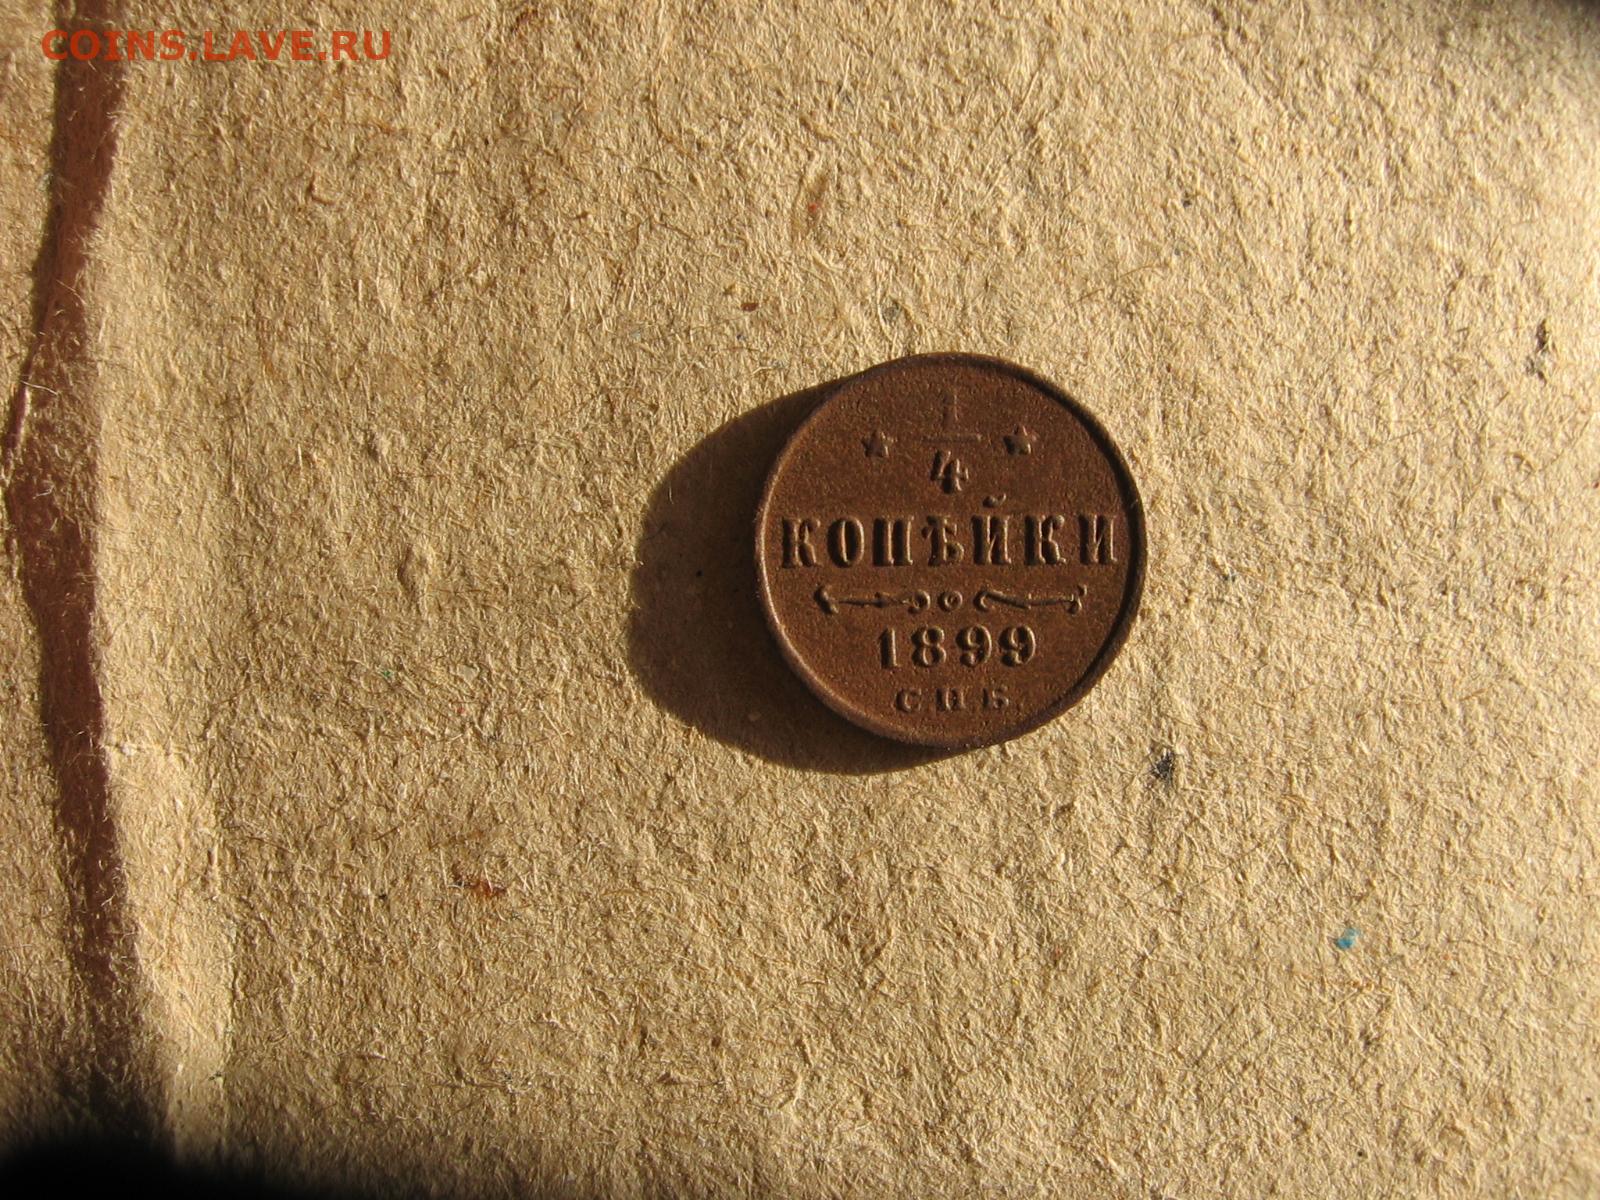 COINS.LAVE.RU
1
4
КОПѢЙКИ
1899
С П Б